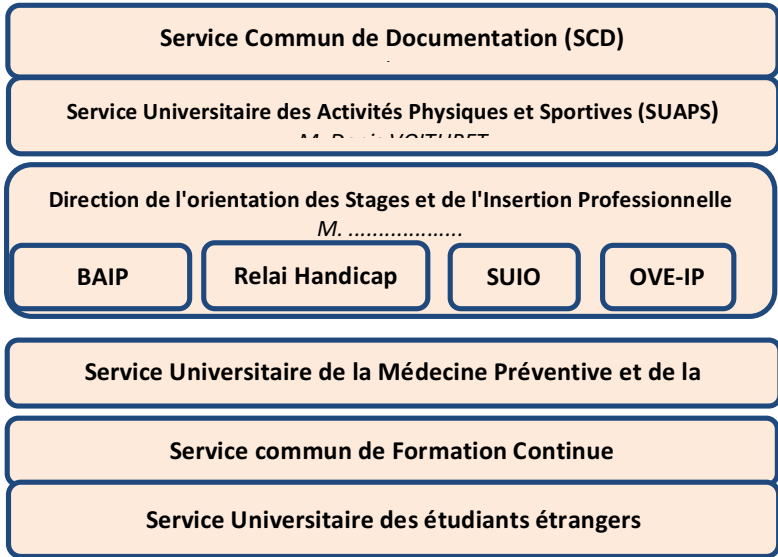 Service Commun de Documentation (SCD)
Service Universitaire des Activités Physiques et Sportives (SUAPS)
Direction de l'orientation des Stages et de l'Insertion Professionnelle
M. ...................
BAIP
Relai Handicap
SUIO
OVE-IP
Service Universitaire de la Médecine Préventive et de la
Service commun de Formation Continue
Service Universitaire des étudiants étrangers